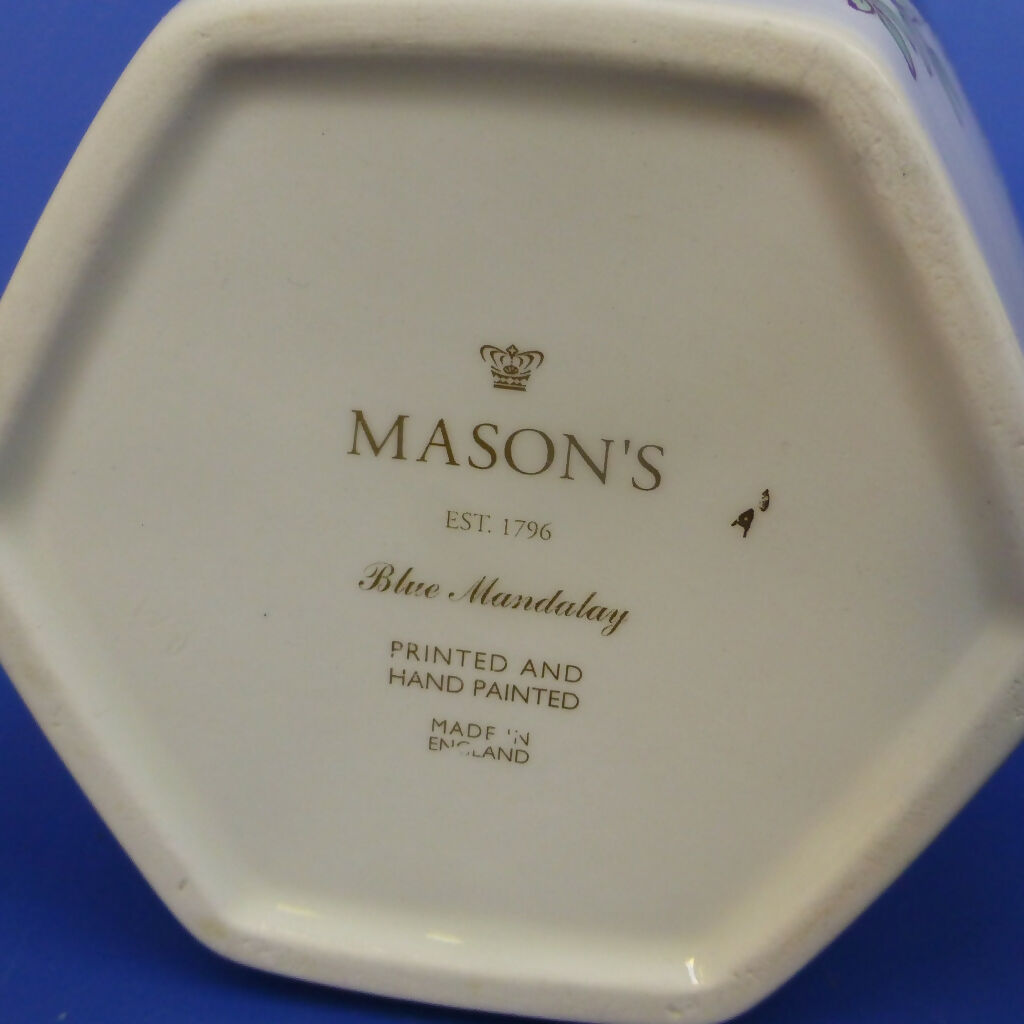 MASON'S
EST. 1796
Blue Mandalay
PRINTED AND
HAND PAINTED
MADE IN
ENGLAND